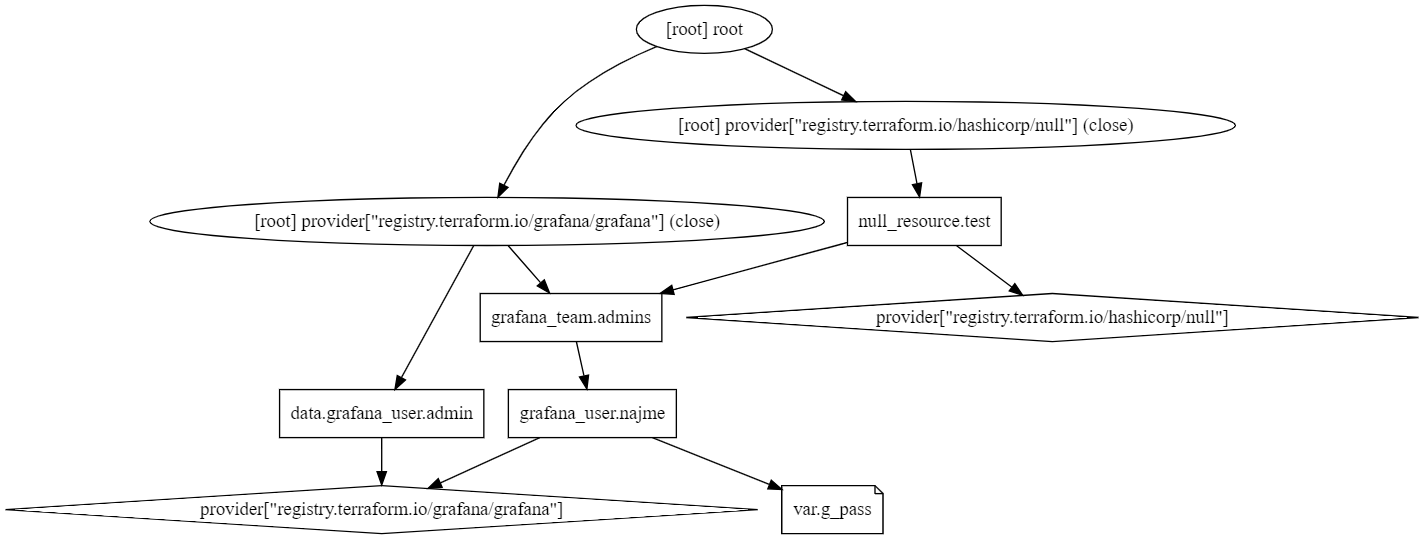 [root] root
[root] provider["registry.terraform.io/hashicorp/null"] (close)
[root] provider["registry.terraform.io/grafana/grafana"] (close)
null_resource.test
grafana_team.admins
provider["registry.terraform.io/hashicorp/null"]
data.grafana_user.admin
grafana_user.najme
provider["registry.terraform.io/grafana/grafana"]
var.g_pass